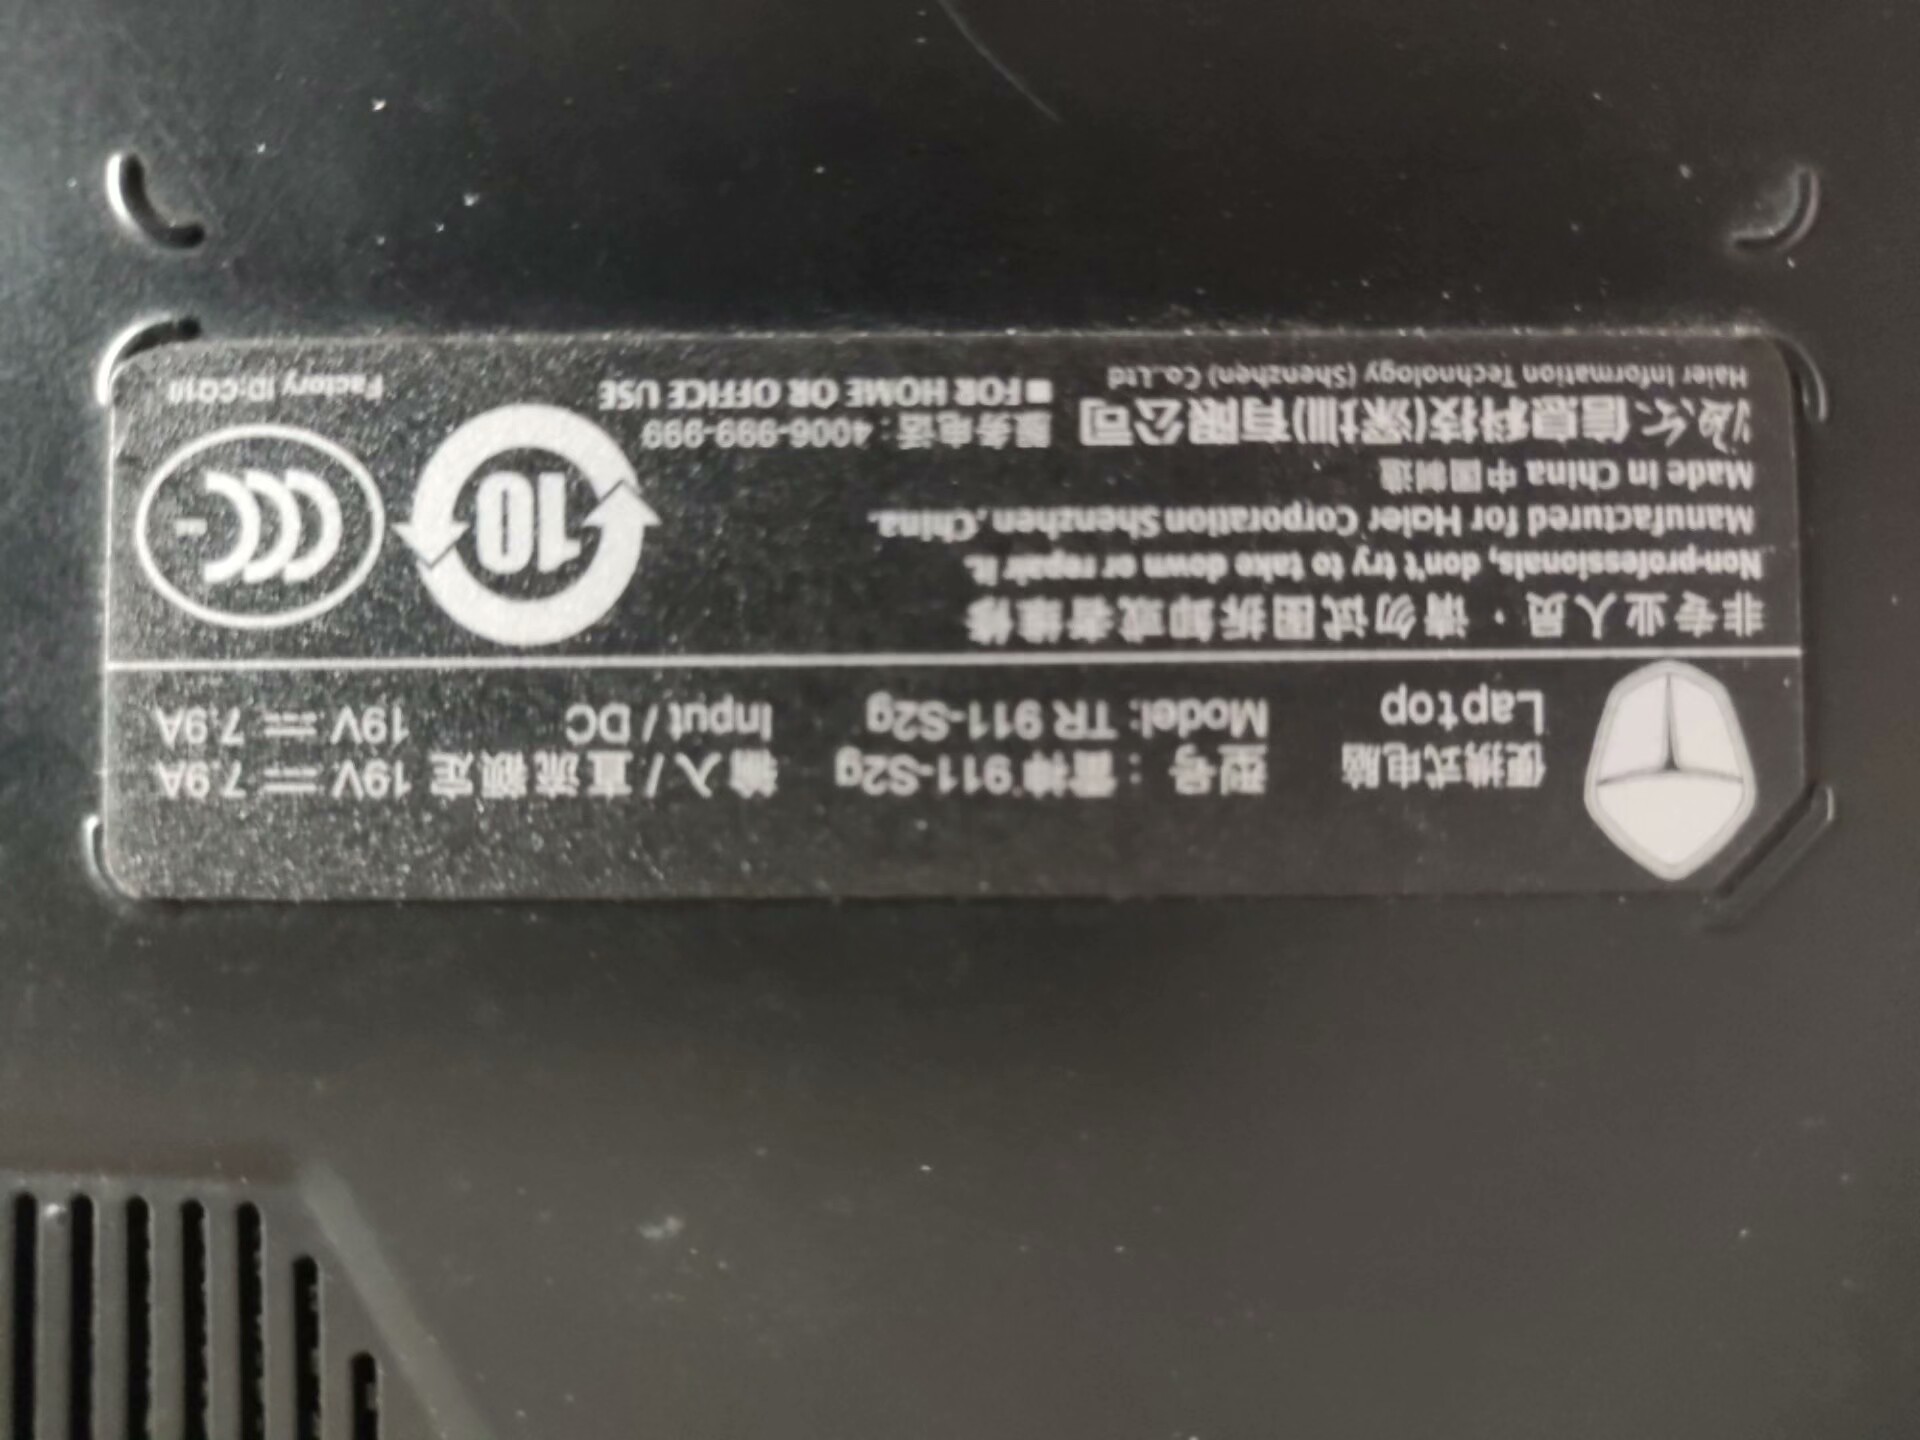 便携式电脑 型号：雷神911-S2g 输入/直流额定 19V 7.9A
Laptop Model: TR 911-S2g Input / DC 19V 7.9A
非专业人员，请勿试图拆卸或者维修
Non-professionals, don't try to take down or repair it.
Manufactured for Haier Corporation Shenzhen, China.
Made in China 中国制造
海尔信息科技(深圳)有限公司 服务电话：4006-999-999
Haier Information Technology (Shenzhen) Co.,Ltd ■FOR HOME OR OFFICE USE
10
CCC
Factory ID:CQ10